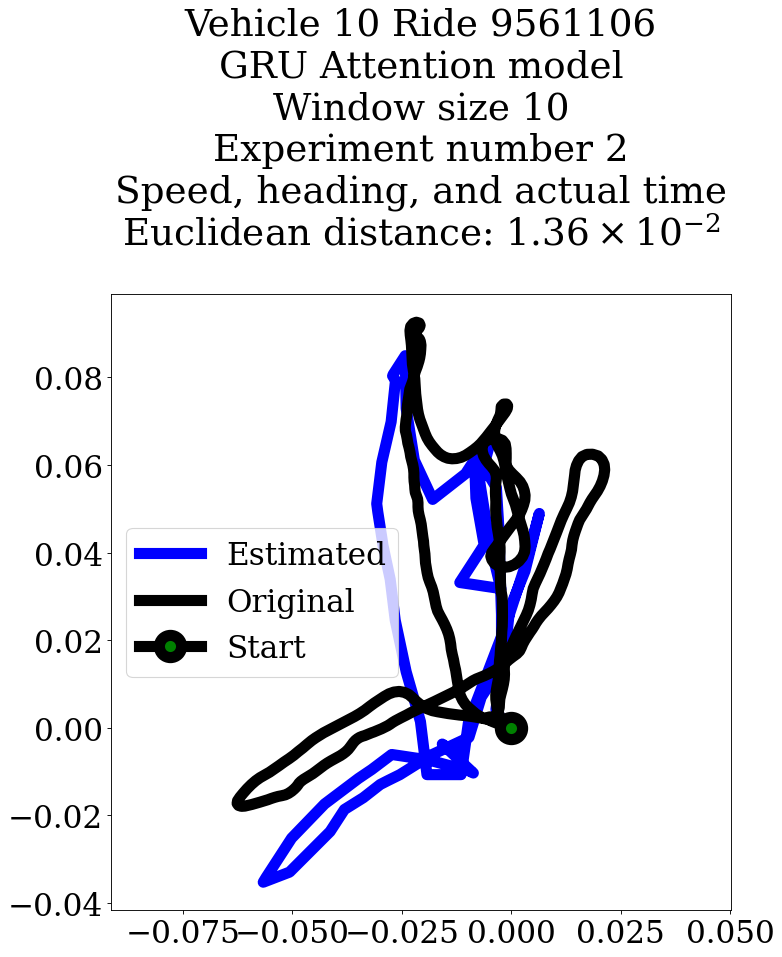 Vehicle 10 Ride 9561106
GRU Attention model
Window size 10
Experiment number 2
Speed, heading, and actual time
Euclidean distance: 1.36 × 10⁻²
0.08
0.06
0.04
0.02
0.00
−0.02
−0.04
Estimated
Original
Start
−0.075 −0.050 −0.025 0.000 0.025 0.050